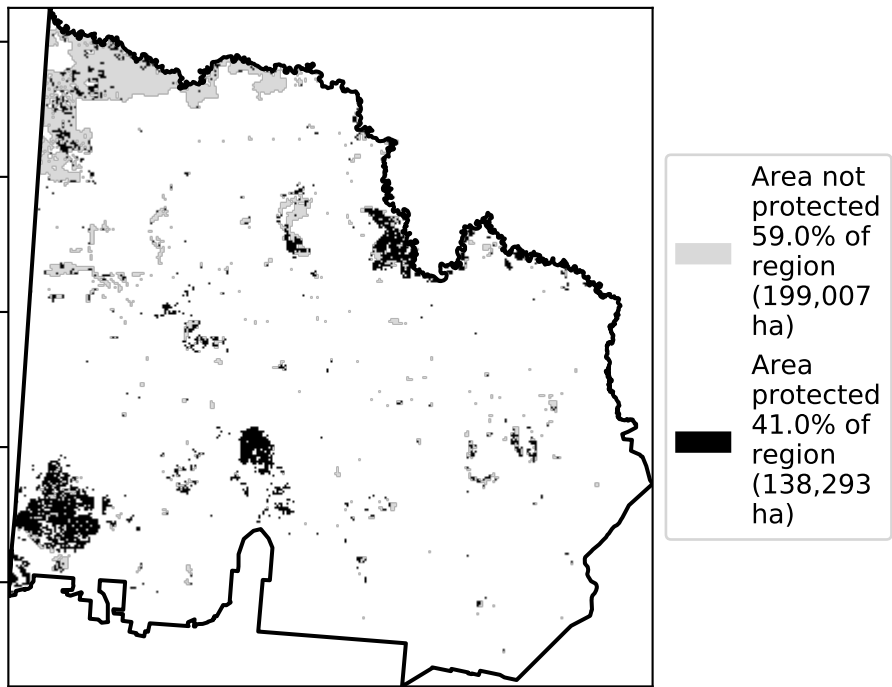 Area not
protected
59.0% of
region
(199,007
ha)
Area
protected
41.0% of
region
(138,293
ha)